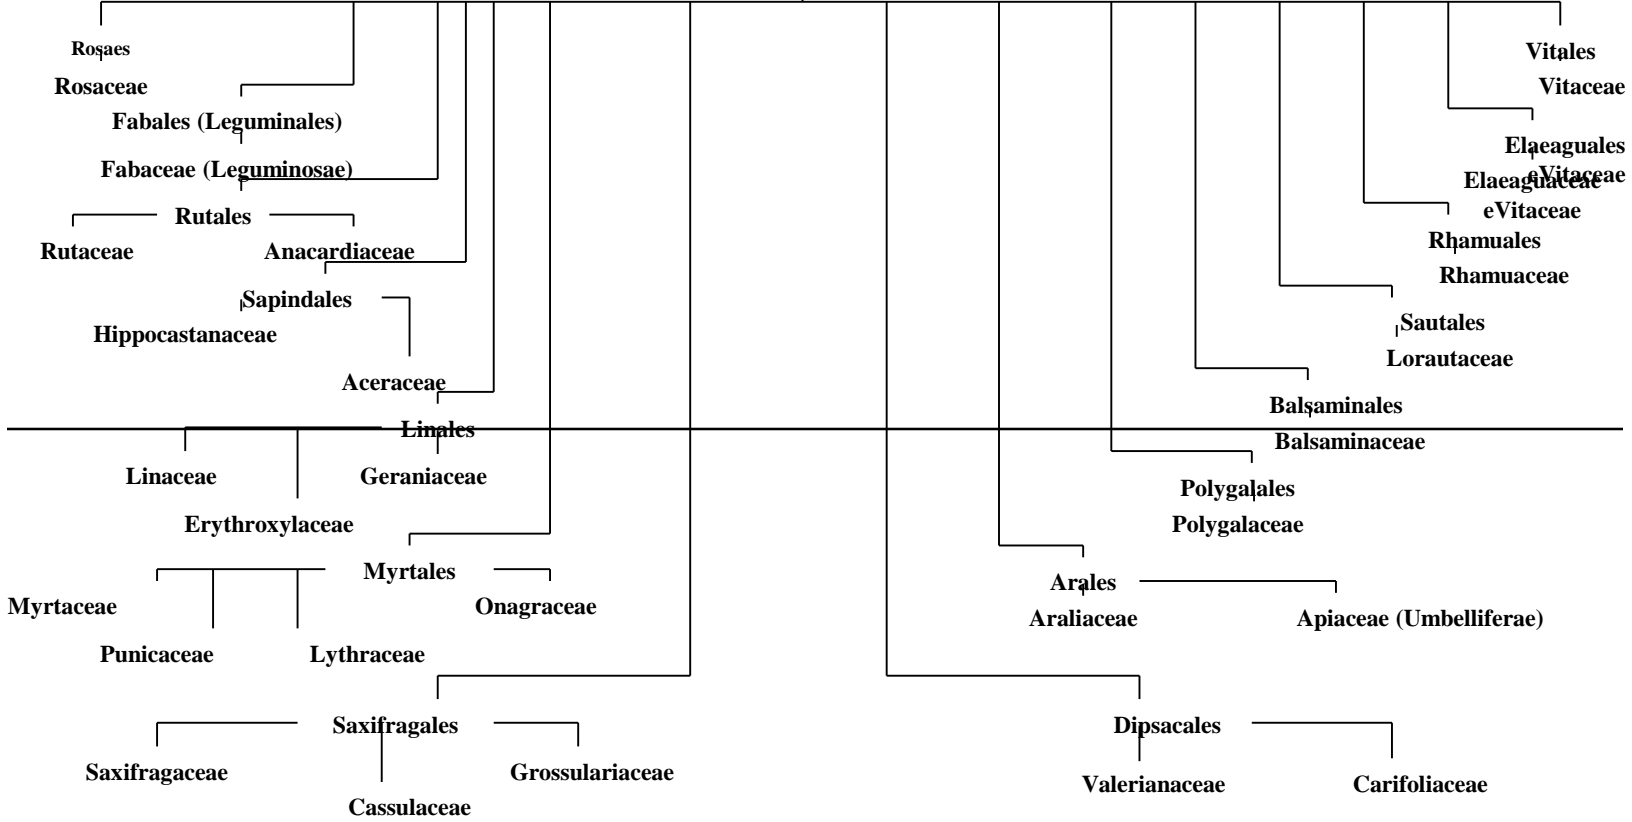 Rosaes
Vitales
Rosaceae
Vitaceae
Fabales (Leguminales)
Elaeaguales
Fabaceae (Leguminosae)
eVitaceae
Elaeaguaceae
Rutales
eVitaceae
Rhamuales
Rutaceae
Anacardiaceae
Rhamuaceae
Sapindales
Sautales
Hippocastanaceae
Lorautaceae
Aceraceae
Balsaminales
Linales
Balsaminaceae
Linaceae
Geraniaceae
Polygalales
Erythroxylaceae
Polygalaceae
Myrtales
Arales
Myrtaceae
Onagraceae
Araliaceae
Apiaceae (Umbelliferae)
Punicaceae
Lythraceae
Saxifragales
Dipsacales
Saxifragaceae
Grossulariaceae
Valerianaceae
Carifoliaceae
Cassulaceae